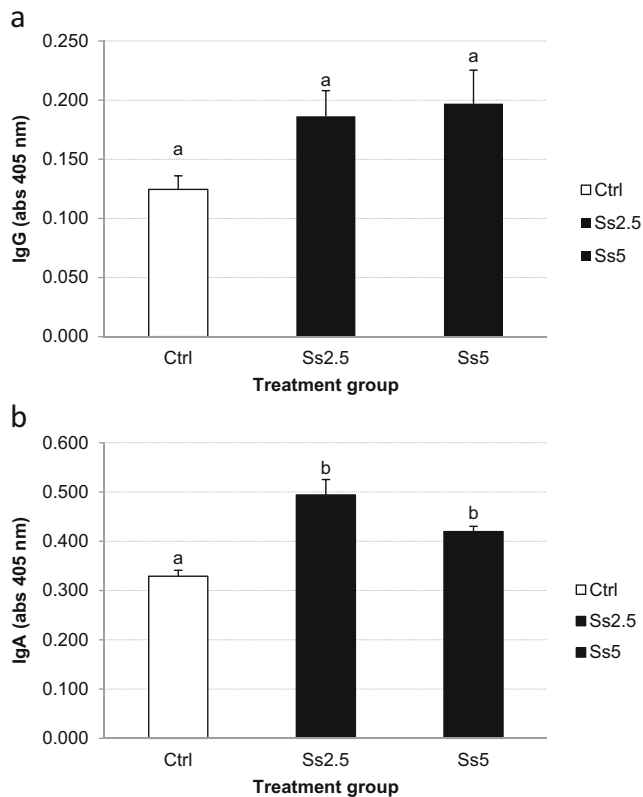 a
0.250
0.200
0.150
0.100
0.050
0.000
IgG (abs 405 nm)
a
a
a
Ctrl
Ss2.5
Ss5
Treatment group
Ctrl
Ss2.5
Ss5
b
0.600
0.500
0.400
0.300
0.200
0.100
0.000
IgA (abs 405 nm)
a
b
b
Ctrl
Ss2.5
Ss5
Treatment group
Ctrl
Ss2.5
Ss5